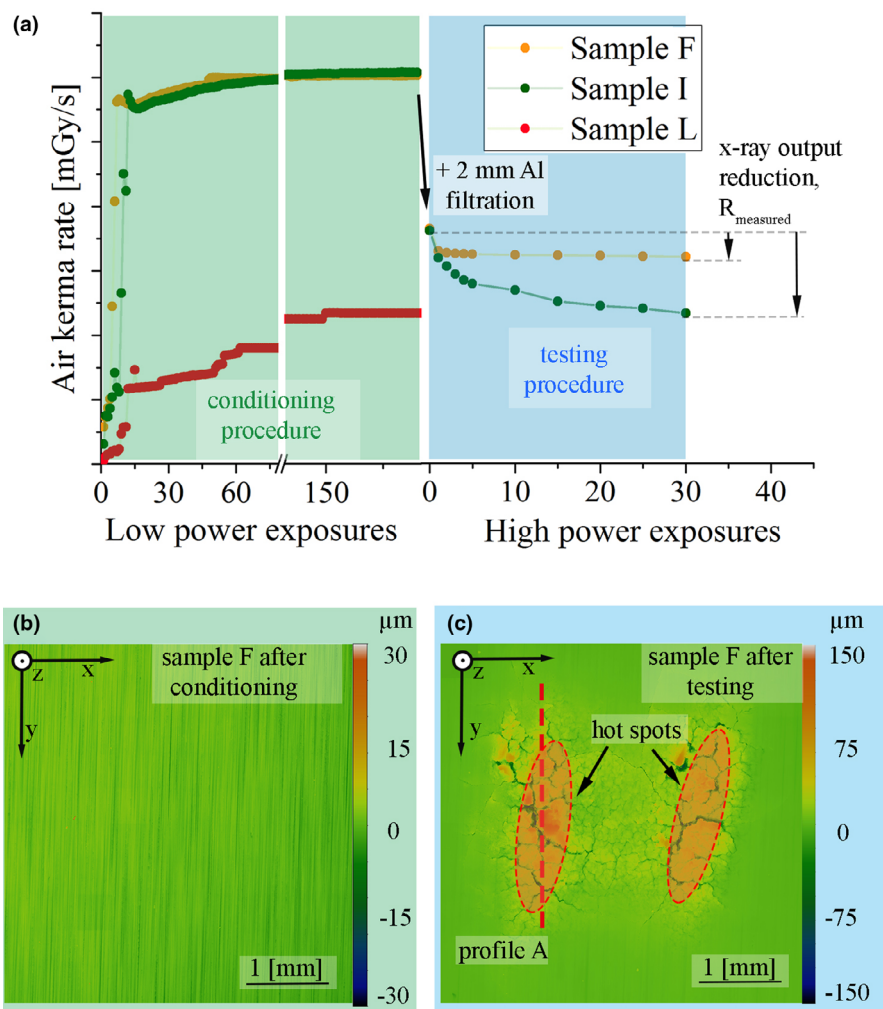 (a)
Air kerma rate [mGy/s]
Sample F
Sample I
Sample L
+ 2 mm Al
filtration
x-ray output
reduction,
R_measured
conditioning
procedure
testing
procedure
0 30 60 150
0 10 20 30 40
Low power exposures
High power exposures
(b)
µm
sample F after
conditioning
z
x
y
30
15
0
-15
-30
1 [mm]
(c)
µm
sample F after
testing
z
x
y
hot spots
profile A
150
75
0
-75
-150
1 [mm]